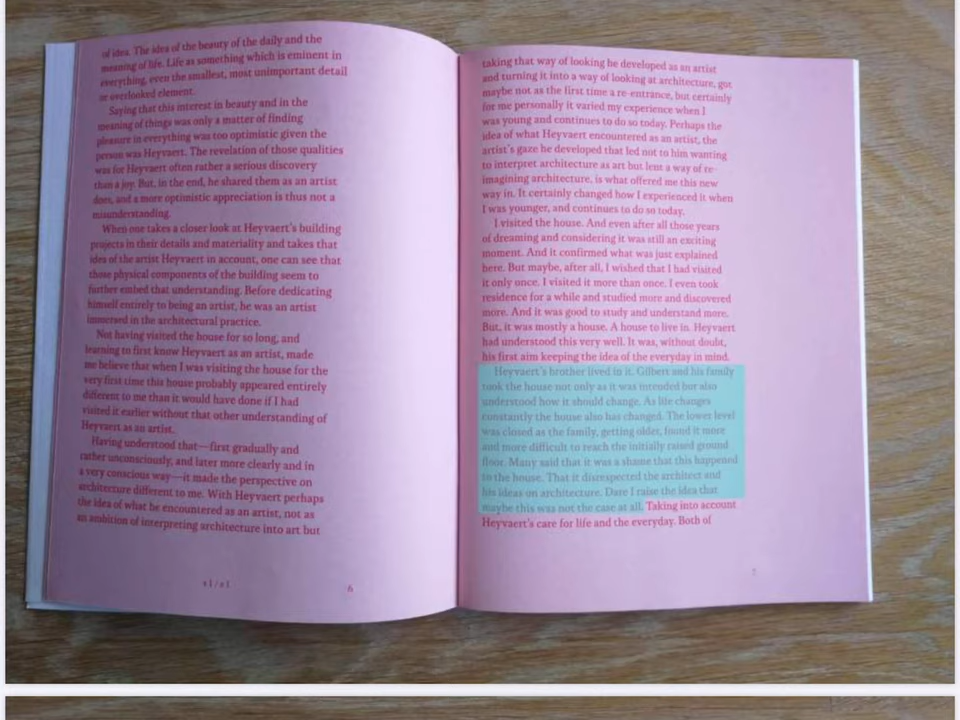 of idea. The idea of the beauty of the daily and the
meaning of life. Life as something which is eminent in
everything, even the smallest, most unimportant detail
or overlooked element.
Saying that this interest in beauty and in the
meaning of things was only a matter of finding
pleasure in everything was too optimistic given the
person was Heyvaert. The revelation of those qualities
was for Heyvaert often rather a serious discovery
than a joy. But, in the end, he shared them as an artist
does, and a more optimistic appreciation is thus not a
misunderstanding.
When one takes a closer look at Heyvaert's building
projects in their details and materiality and takes that
idea of the artist Heyvaert in account, one can see that
those physical components of the building seem to
further embed that understanding. Before dedicating
himself entirely to being an artist, he was an artist
immersed in the architectural practice.
Not having visited the house for so long, and
learning to first know Heyvaert as an artist, made
me believe that when I was visiting the house for the
very first time this house probably appeared entirely
different to me than it would have done if I had
visited it earlier without that other understanding of
Heyvaert as an artist.
Having understood that—first gradually and
rather unconsciously, and later more clearly and in
a very conscious way—it made the perspective on
architecture different to me. With Heyvaert perhaps
the idea of what he encountered as an artist, not as
an ambition of interpreting architecture into art but
6
taking that way of looking he developed as an artist
and turning it into a way of looking at architecture, got
maybe not as the first time a re-entrance, but certainly
for me personally it varied my experience when I
was young and continues to do so today. Perhaps the
idea of what Heyvaert encountered as an artist, the
artist's gaze he developed that led not to him wanting
to interpret architecture as art but lent a way of re-
imagining architecture, is what offered me this new
way in. It certainly changed how I experienced it when
I was younger, and continues to do so today.
I visited the house. And even after all those years
of dreaming and considering it was still an exciting
moment. And it confirmed what was just explained
here. But maybe, after all, I wished that I had visited
it only once. I visited it more than once. I even took
residence for a while and studied more and discovered
more. And it was good to study and understand more.
But, it was mostly a house. A house to live in. Heyvaert
had understood this very well. It was, without doubt,
his first aim keeping the idea of the everyday in mind.
Heyvaert's brother lived in it. Gilbert and his family
took the house not only as it was intended but also
understood how it should change. As life changes
constantly the house also has changed. The lower level
was closed as the family, getting older, found it more
and more difficult to reach the initially raised ground
floor. Many said that it was a shame that this happened
to the house. That it disrespected the architect and
his ideas on architecture. Dare I raise the idea that
maybe this was not the case at all. Taking into account
Heyvaert's care for life and the everyday. Both of